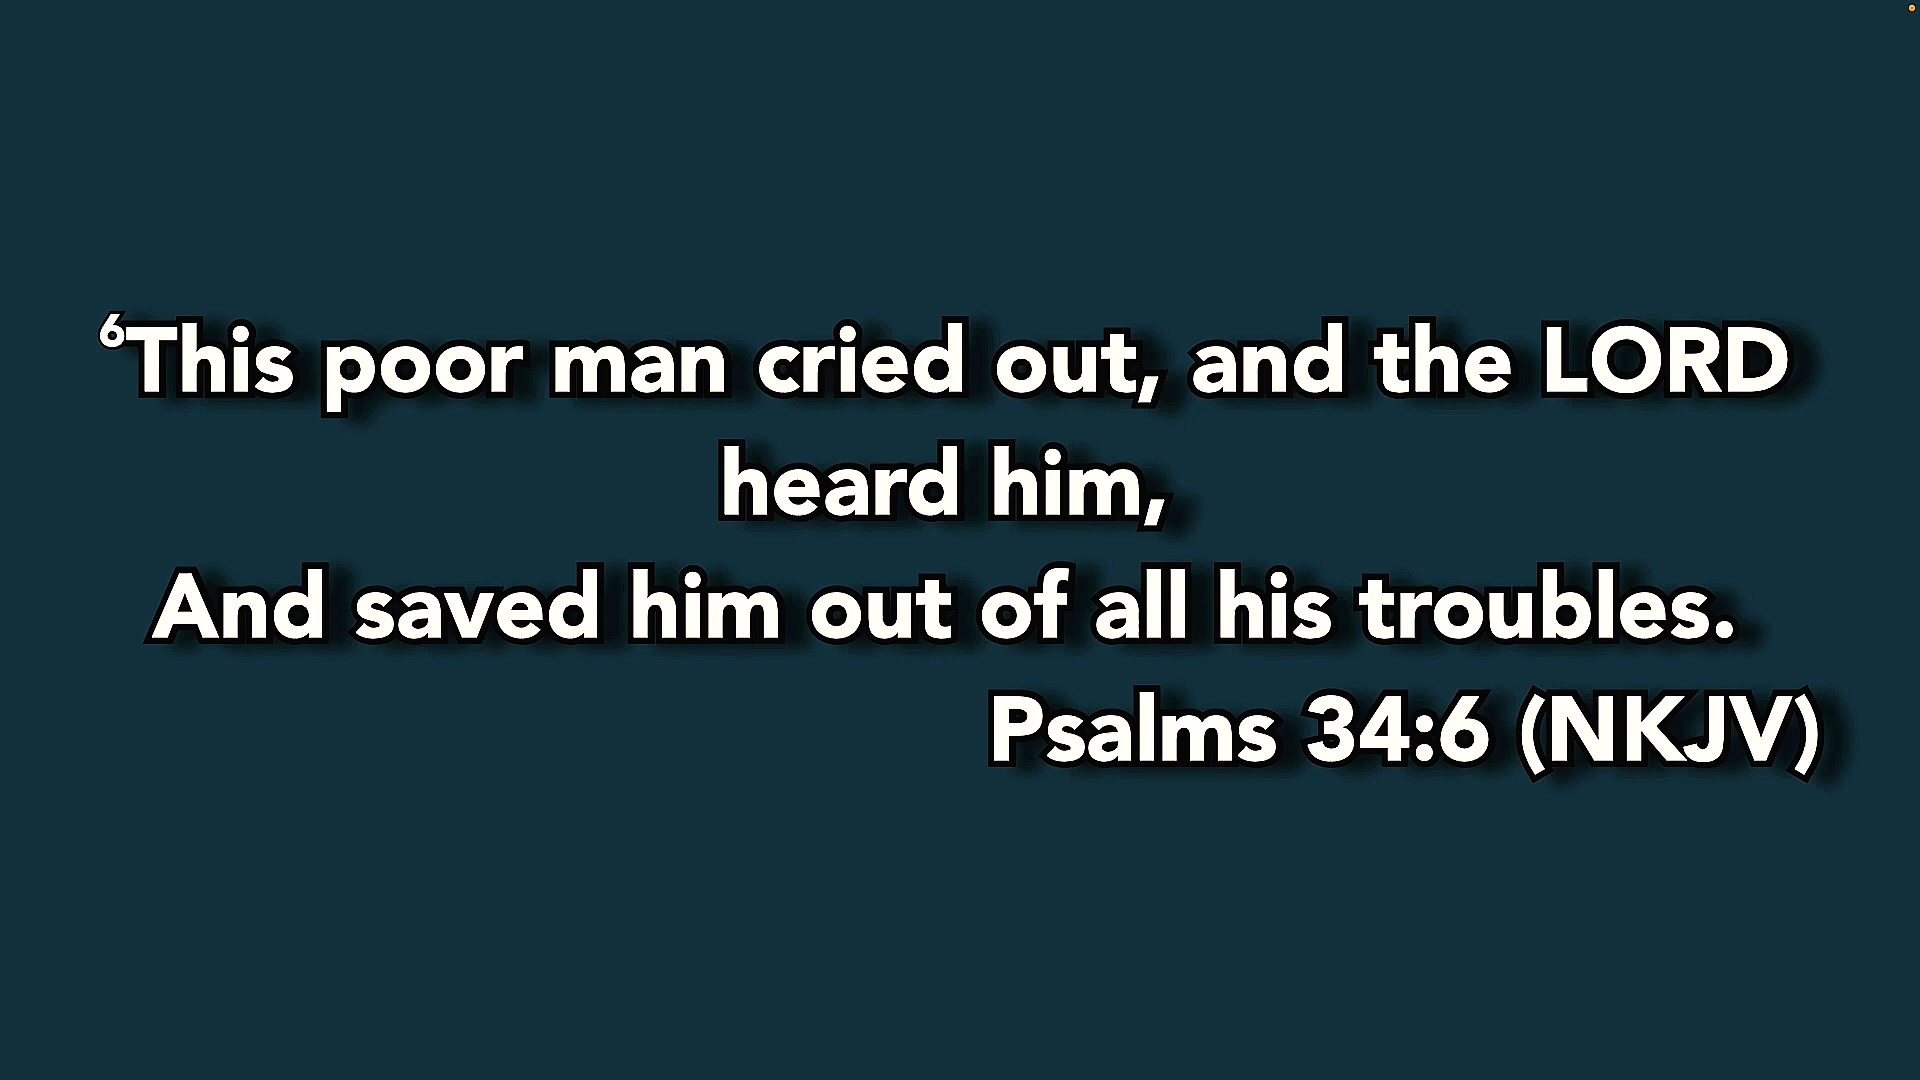 ⁶This poor man cried out, and the LORD
heard him,
And saved him out of all his troubles.
Psalms 34:6 (NKJV)